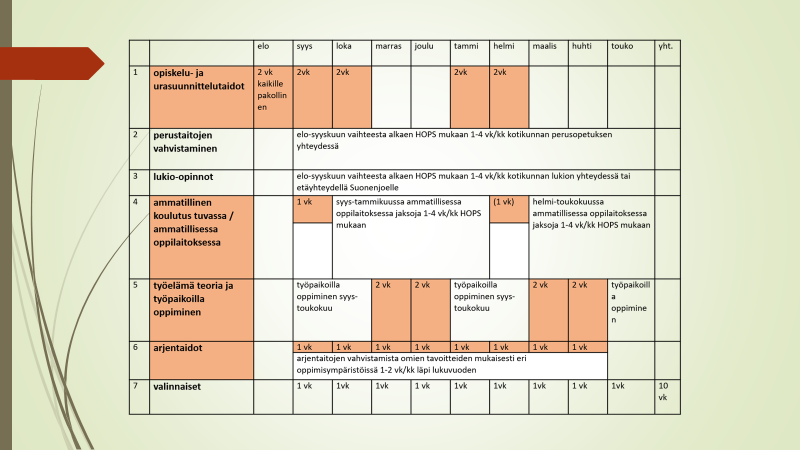 elo syys loka marras joulu tammi helmi maalis huhti touko yht.
1 opiskelu- ja urasuunnittelutaidot 2 vk kaikille pakollin en 2vk 2vk 2vk 2vk
2 perustaitojen vahvistaminen elo-syyskuun vaihteesta alkaen HOPS mukaan 1-4 vk/kk kotikunnan perusopetuksen
yhteydessä
3 lukio-opinnot elo-syyskuun vaihteesta alkaen HOPS mukaan 1-4 vk/kk kotikunnan lukion yhteydessä tai
etäyhteydellä Suonenjoelle
4 ammatillinen
koulutus tuvassa /
ammatillisessa
oppilaitoksessa
1 vk
syys-tammikuussa ammatillisessa
oppilaitoksessa jaksoja 1-4 vk/kk HOPS
mukaan
(1 vk)
helmi-toukokuussa
ammatillisessa oppilaitoksessa
jaksoja 1-4 vk/kk HOPS mukaan
5 työelämä teoria ja
työpaikoilla
oppiminen
työpaikoilla
oppiminen syys-
toukokuu
2 vk 2 vk
työpaikoilla
oppiminen syys-
toukokuu
2 vk 2 vk
työpaikoill
a
oppimine
n
6 arjentaidot 1 vk 1 vk 1 vk 1 vk 1 vk 1 vk 1 vk 1 vk
arjentaitojen vahvistamista omien tavoitteiden mukaisesti eri
oppimisympäristöissä 1-2 vk/kk läpi lukuvuoden
7 valinnaiset 1 vk 1vk 1vk 1vk 1vk 1vk 1vk 1 vk 1vk 10
vk